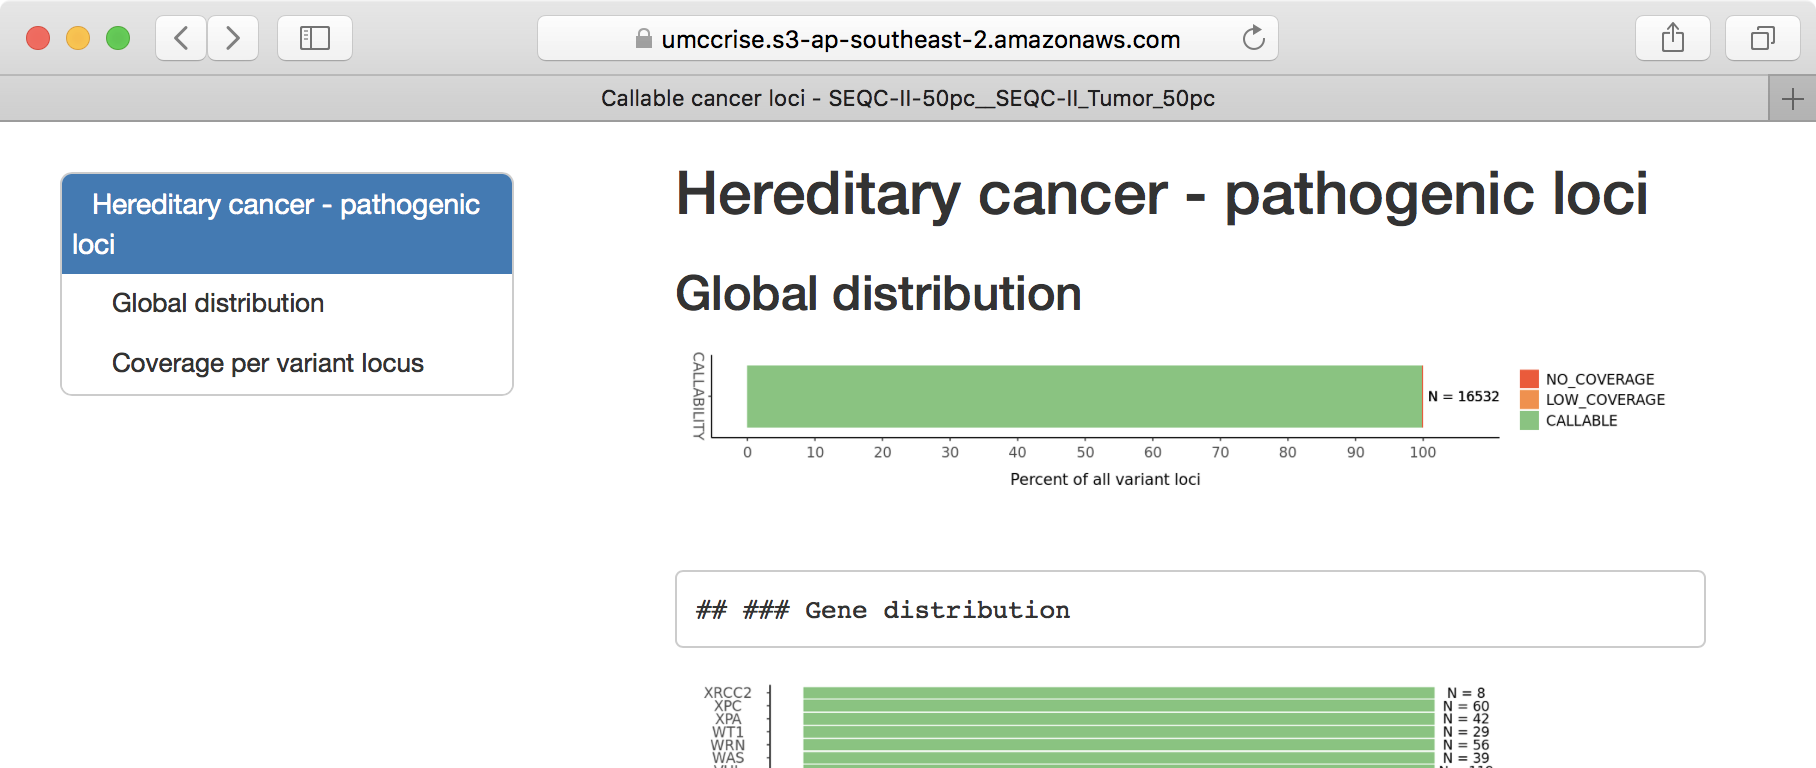 umccrise.s3-ap-southeast-2.amazonaws.com
Callable cancer loci - SEQC-II-50pc__SEQC-II_Tumor_50pc
Hereditary cancer - pathogenic
loci
Global distribution
Coverage per variant locus
Hereditary cancer - pathogenic loci
Global distribution
CALLABILITY
N = 16532
NO_COVERAGE
LOW_COVERAGE
CALLABLE
0 10 20 30 40 50 60 70 80 90 100
Percent of all variant loci
## ### Gene distribution
XRCC2 N = 8
XPC N = 60
XPA N = 42
WT1 N = 29
WRN N = 56
WAS N = 39